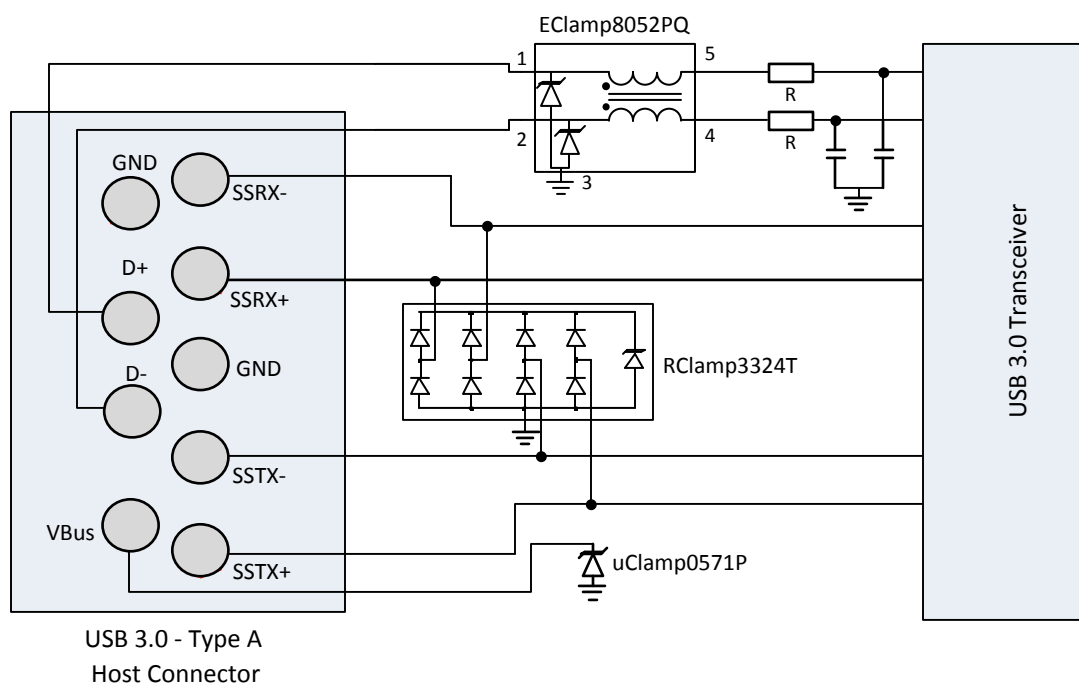 EClamp8052PQ
1
5
R
2
4
R
3
GND
SSRX-
D+
SSRX+
GND
D-
RClamp3324T
SSTX-
VBus
SSTX+
uClamp0571P
USB 3.0 Transceiver
USB 3.0 - Type A
Host Connector